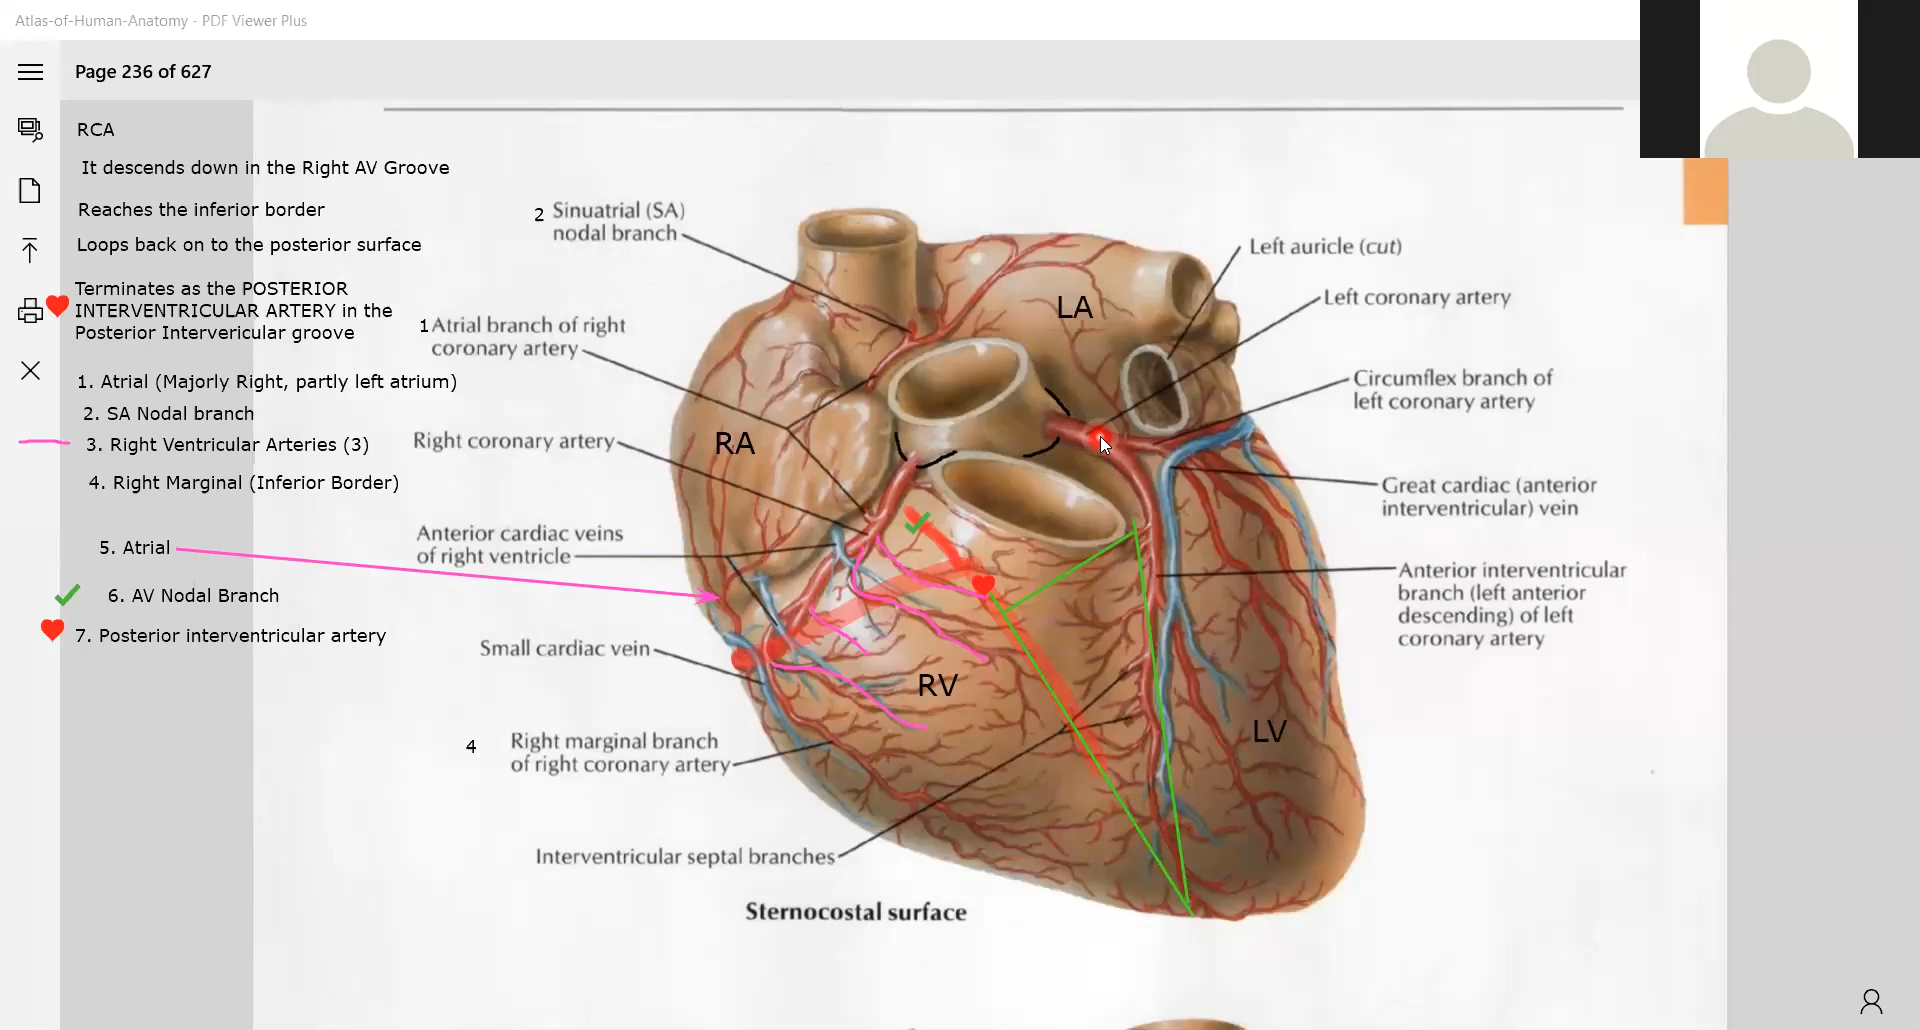 Atlas-of-Human-Anatomy - PDF Viewer Plus
Page 236 of 627
RCA
It descends down in the Right AV Groove
Reaches the inferior border
Loops back on to the posterior surface
Terminates as the POSTERIOR
INTERVENTRICULAR ARTERY in the
Posterior Intervericular groove
1. Atrial (Majorly Right, partly left atrium)
2. SA Nodal branch
3. Right Ventricular Arteries (3)
4. Right Marginal (Inferior Border)
5. Atrial
6. AV Nodal Branch
7. Posterior interventricular artery
2 Sinuatrial (SA)
nodal branch
1 Atrial branch of right
coronary artery
Right coronary artery
Anterior cardiac veins
of right ventricle
Small cardiac vein
4 Right marginal branch
of right coronary artery
Interventricular septal branches
Sternocostal surface
RA
LA
RV
LV
Left auricle (cut)
Left coronary artery
Circumflex branch of
left coronary artery
Great cardiac (anterior
interventricular) vein
Anterior interventricular
branch (left anterior
descending) of left
coronary artery